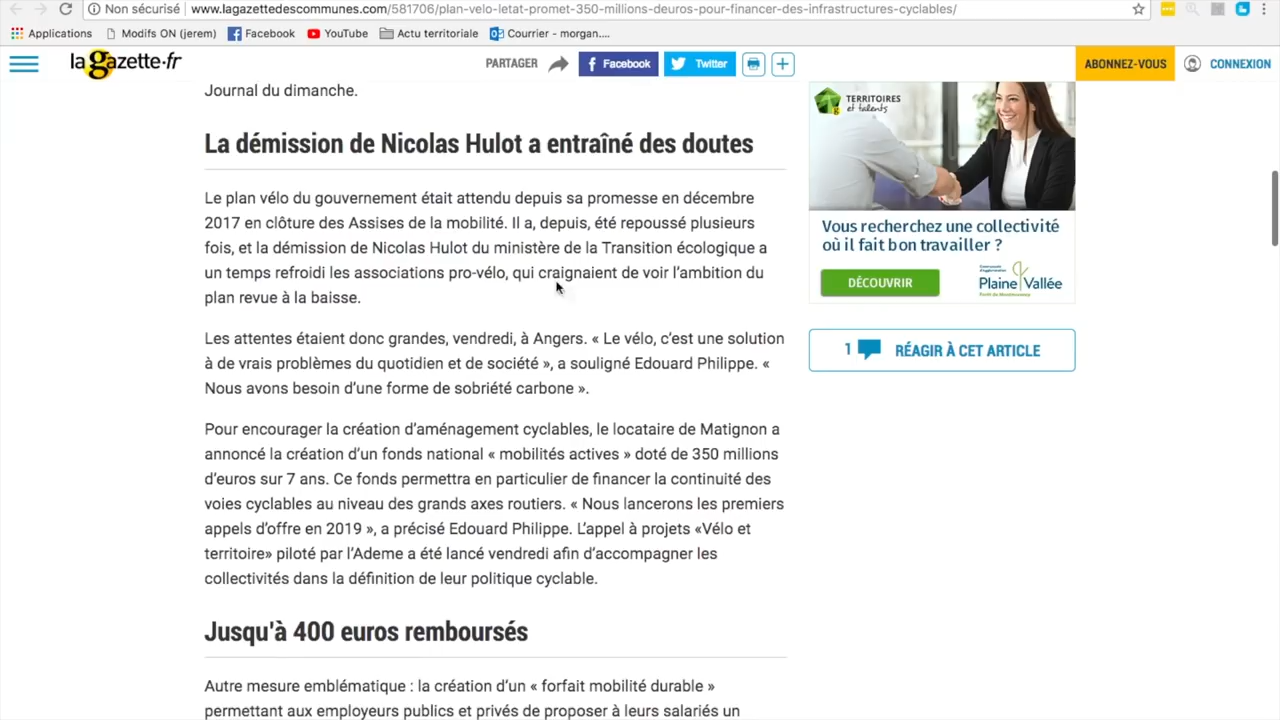 Non sécurisé | www.lagazettedescommunes.com/581706/plan-velo-letat-promet-350-millions-deuros-pour-financer-des-infrastructures-cyclables/
Applications Modifs ON (jerem) Facebook YouTube Actu territoriale Courrier - morgan....
la gazette·fr PARTAGER Facebook Twitter ABONNEZ-VOUS CONNEXION
Journal du dimanche.
La démission de Nicolas Hulot a entraîné des doutes
Le plan vélo du gouvernement était attendu depuis sa promesse en décembre
2017 en clôture des Assises de la mobilité. Il a, depuis, été repoussé plusieurs
fois, et la démission de Nicolas Hulot du ministère de la Transition écologique a
un temps refroidi les associations pro-vélo, qui craignaient de voir l’ambition du
plan revue à la baisse.
Les attentes étaient donc grandes, vendredi, à Angers. « Le vélo, c’est une solution
à de vrais problèmes du quotidien et de société », a souligné Edouard Philippe. «
Nous avons besoin d’une forme de sobriété carbone ».
Pour encourager la création d’aménagement cyclables, le locataire de Matignon a
annoncé la création d’un fonds national « mobilités actives » doté de 350 millions
d’euros sur 7 ans. Ce fonds permettra en particulier de financer la continuité des
voies cyclables au niveau des grands axes routiers. « Nous lancerons les premiers
appels d’offre en 2019 », a précisé Edouard Philippe. L’appel à projets «Vélo et
territoire» piloté par l’Ademe a été lancé vendredi afin d’accompagner les
collectivités dans la définition de leur politique cyclable.
Jusqu’à 400 euros remboursés
Autre mesure emblématique : la création d’un « forfait mobilité durable »
permettant aux employeurs publics et privés de proposer à leurs salariés un
TERRITOIRES
et talents
Vous recherchez une collectivité
où il fait bon travailler ?
DÉCOUVRIR
Plaine Vallée
1 RÉAGIR À CET ARTICLE